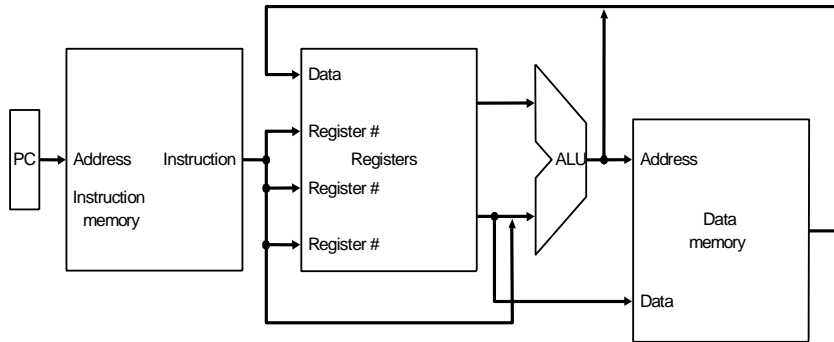 PC
Address
Instruction
Instruction
memory
Data
Register #
Registers
Register #
Register #
ALU
Address
Data
memory
Data